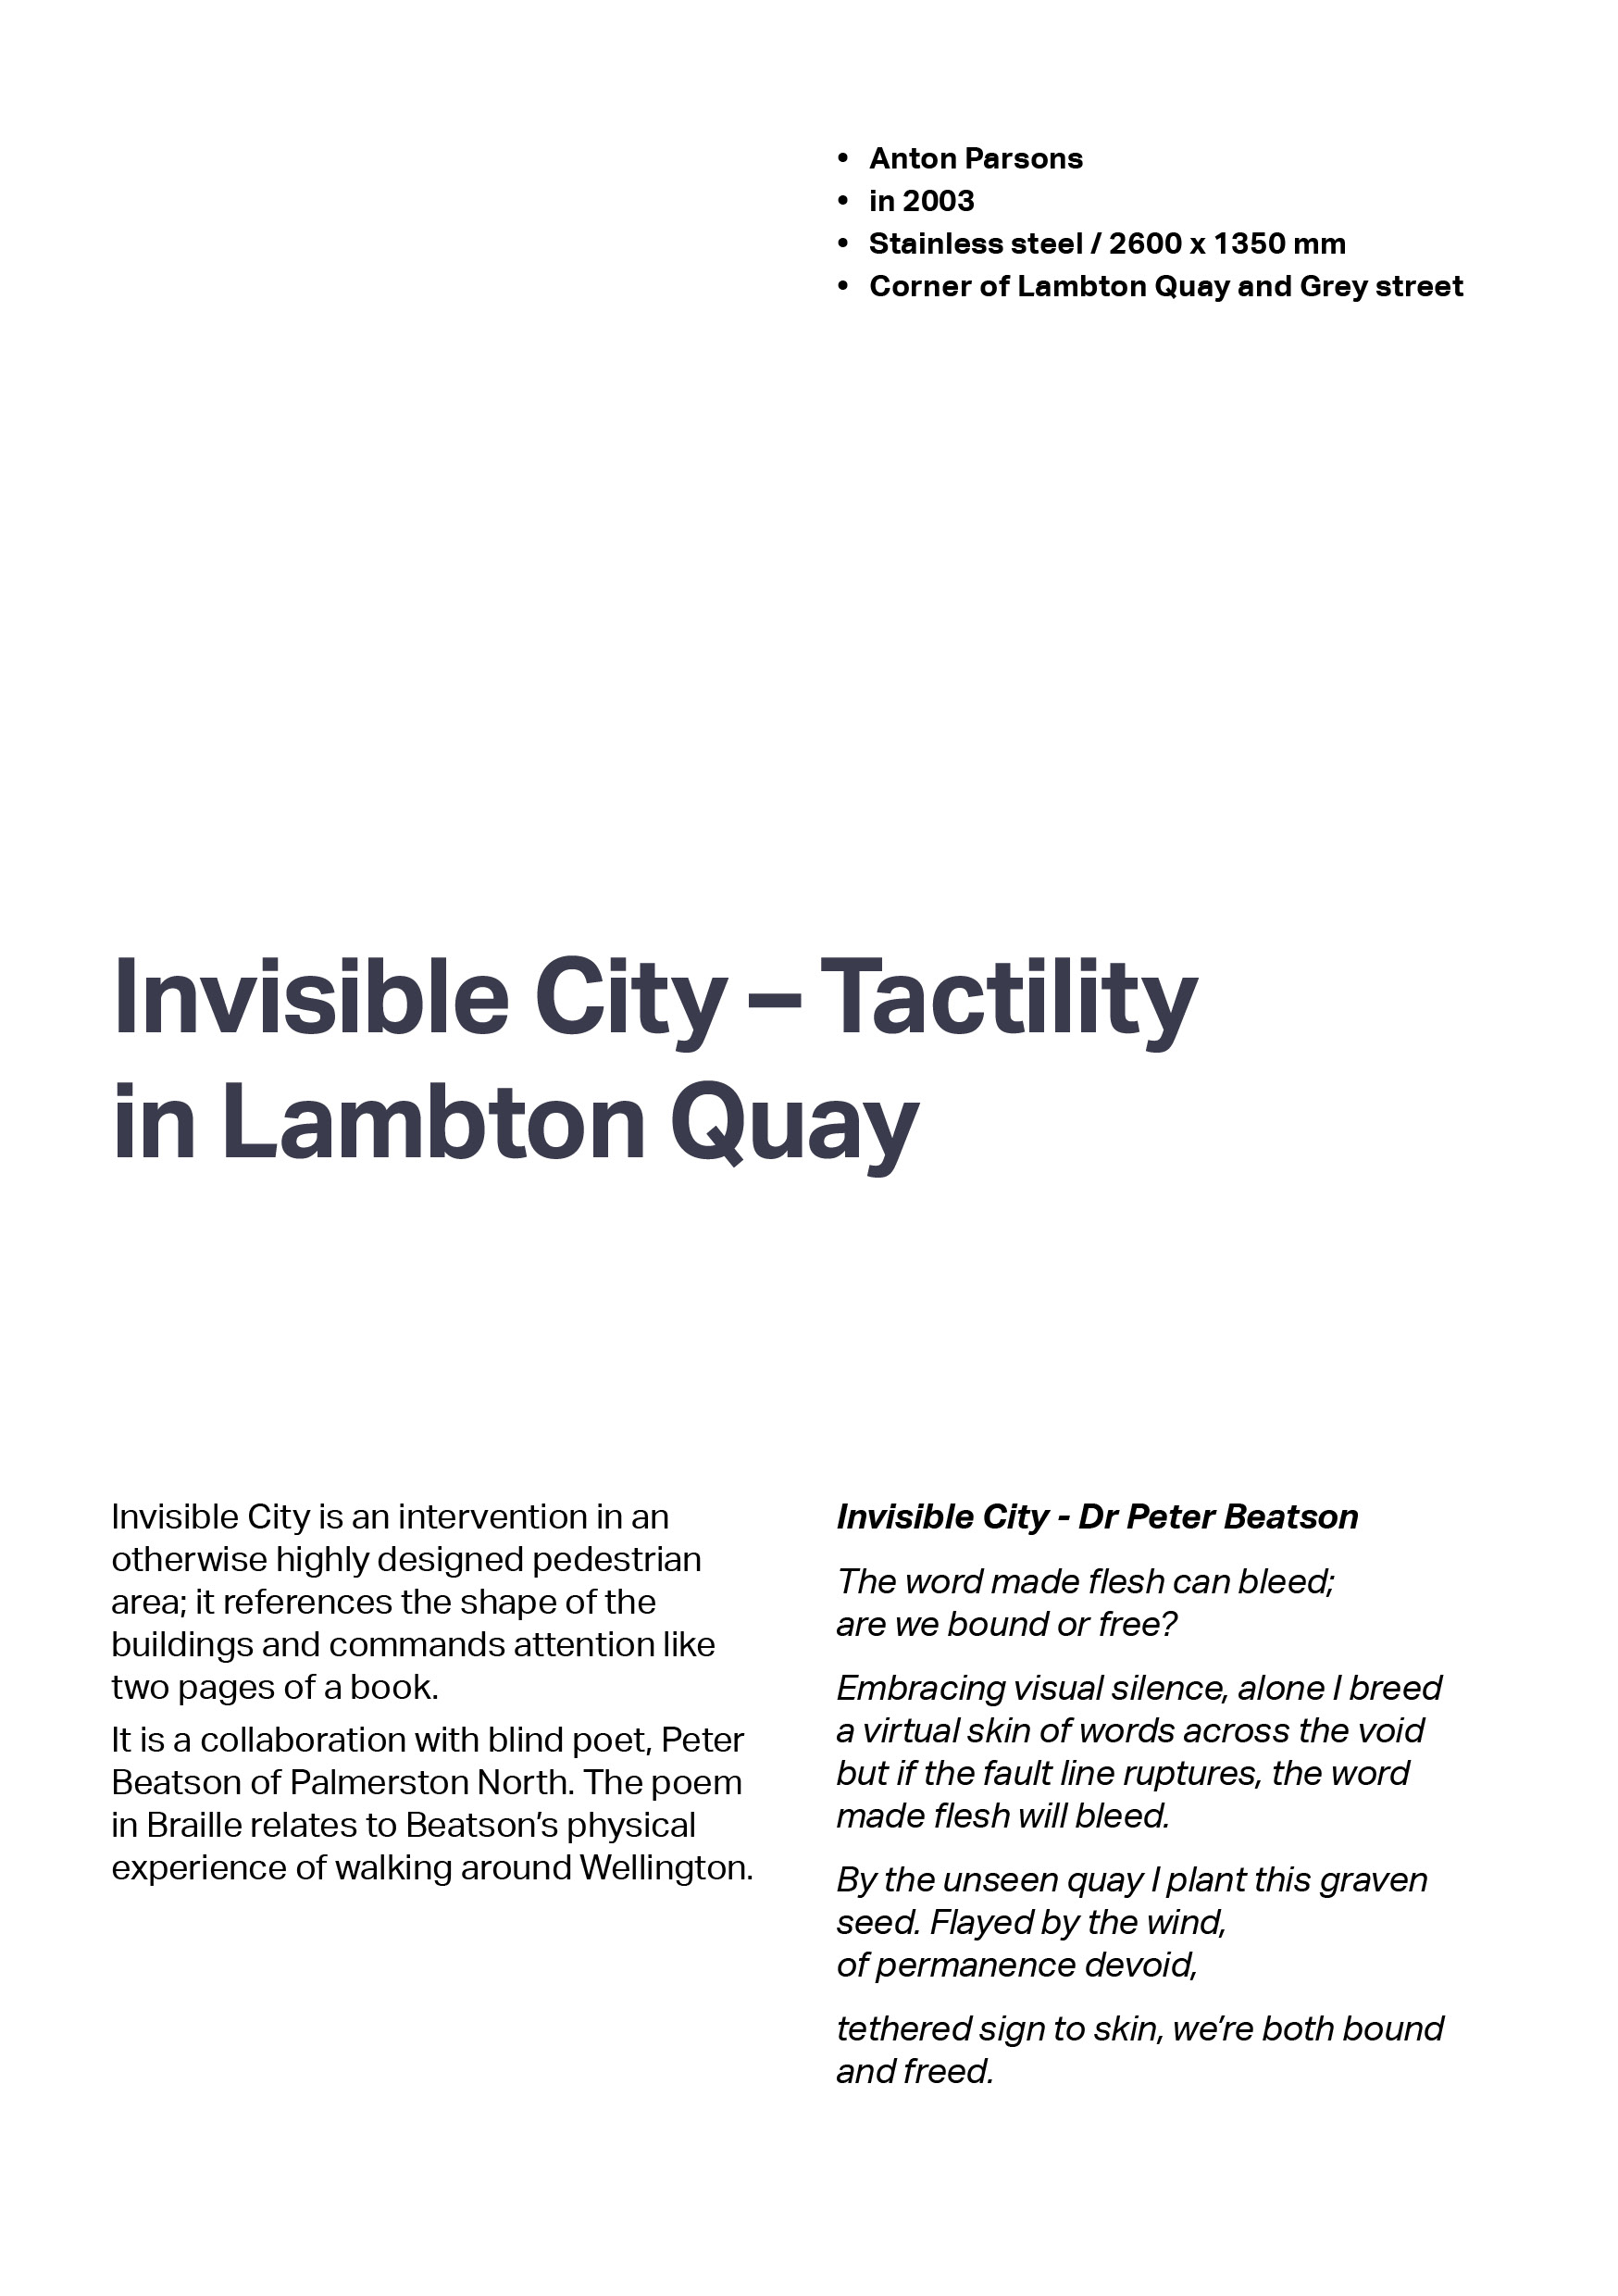 • Anton Parsons
• in 2003
• Stainless steel / 2600 x 1350 mm
• Corner of Lambton Quay and Grey street
Invisible City – Tactility
in Lambton Quay
Invisible City is an intervention in an
otherwise highly designed pedestrian
area; it references the shape of the
buildings and commands attention like
two pages of a book.
It is a collaboration with blind poet, Peter
Beatson of Palmerston North. The poem
in Braille relates to Beatson’s physical
experience of walking around Wellington.
Invisible City - Dr Peter Beatson
The word made flesh can bleed;
are we bound or free?
Embracing visual silence, alone I breed
a virtual skin of words across the void
but if the fault line ruptures, the word
made flesh will bleed.
By the unseen quay I plant this graven
seed. Flayed by the wind,
of permanence devoid,
tethered sign to skin, we’re both bound
and freed.